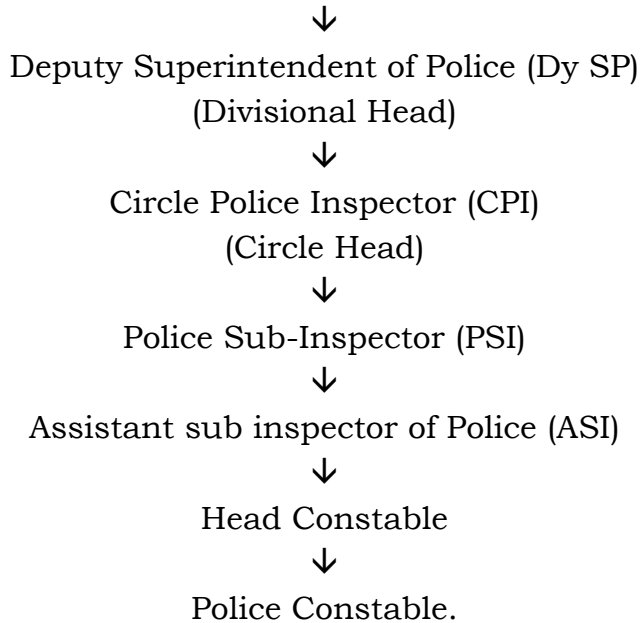 ↓
Deputy Superintendent of Police (Dy SP)
(Divisional Head)
↓
Circle Police Inspector (CPI)
(Circle Head)
↓
Police Sub-Inspector (PSI)
↓
Assistant sub inspector of Police (ASI)
↓
Head Constable
↓
Police Constable.